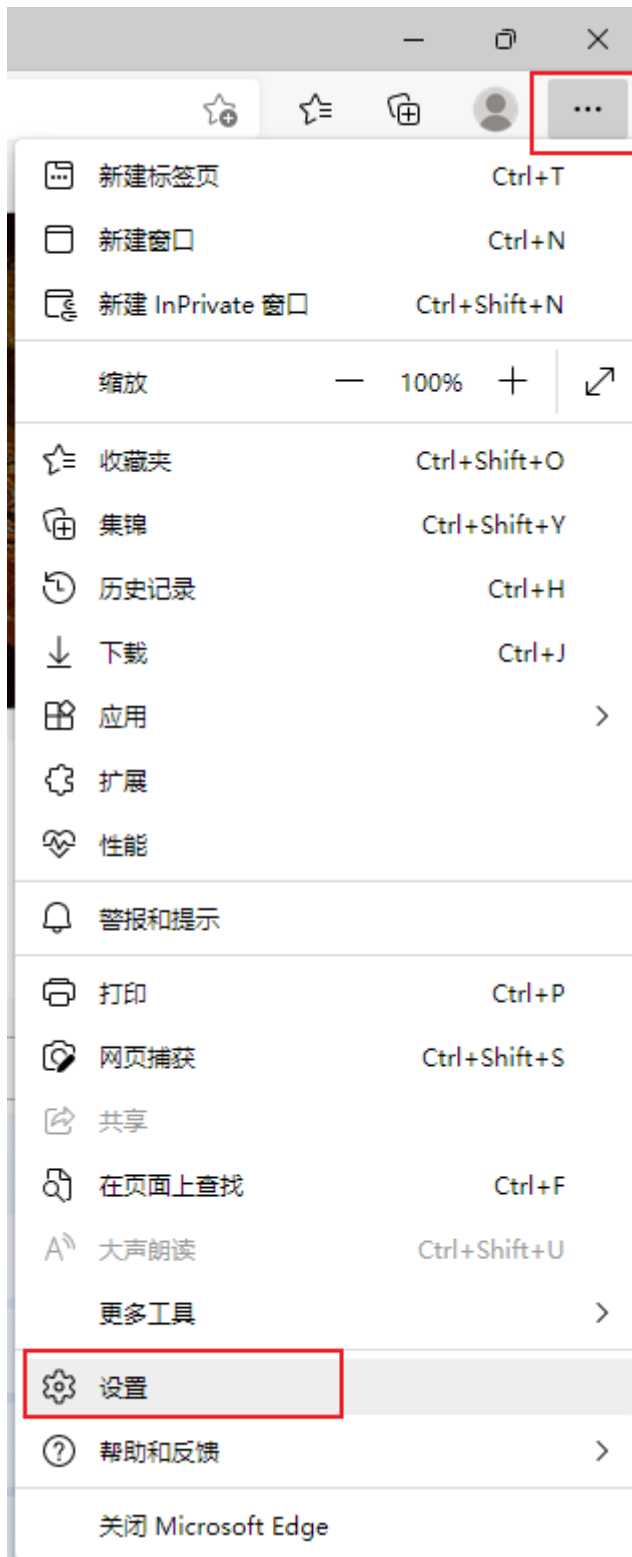 新建标签页 Ctrl+T
新建窗口 Ctrl+N
新建 InPrivate 窗口 Ctrl+Shift+N
缩放 — 100% +
收藏夹 Ctrl+Shift+O
集锦 Ctrl+Shift+Y
历史记录 Ctrl+H
下载 Ctrl+J
应用
扩展
性能
警报和提示
打印 Ctrl+P
网页捕获 Ctrl+Shift+S
共享
在页面上查找 Ctrl+F
大声朗读 Ctrl+Shift+U
更多工具
设置
帮助和反馈
关闭 Microsoft Edge